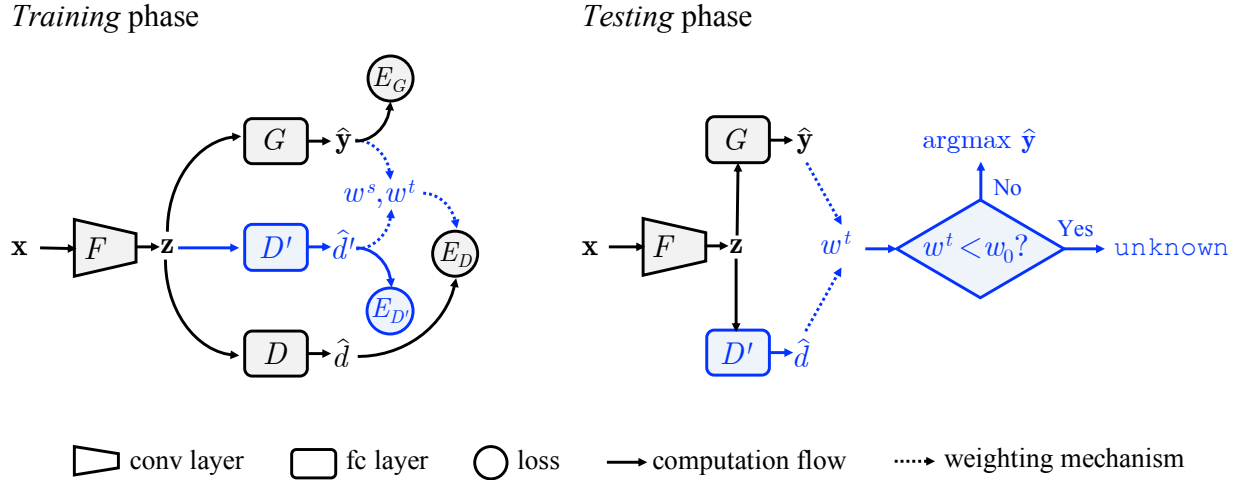 Training phase
Testing phase
E_G
G
ŷ
G
ŷ
argmax ŷ
No
w^s, w^t
x
F
z
D′
d̂′
E_D
x
F
z
w^t
w^t < w_0?
Yes
unknown
E_D′
D
d̂
D′
d̂
conv layer
fc layer
loss
computation flow
weighting mechanism